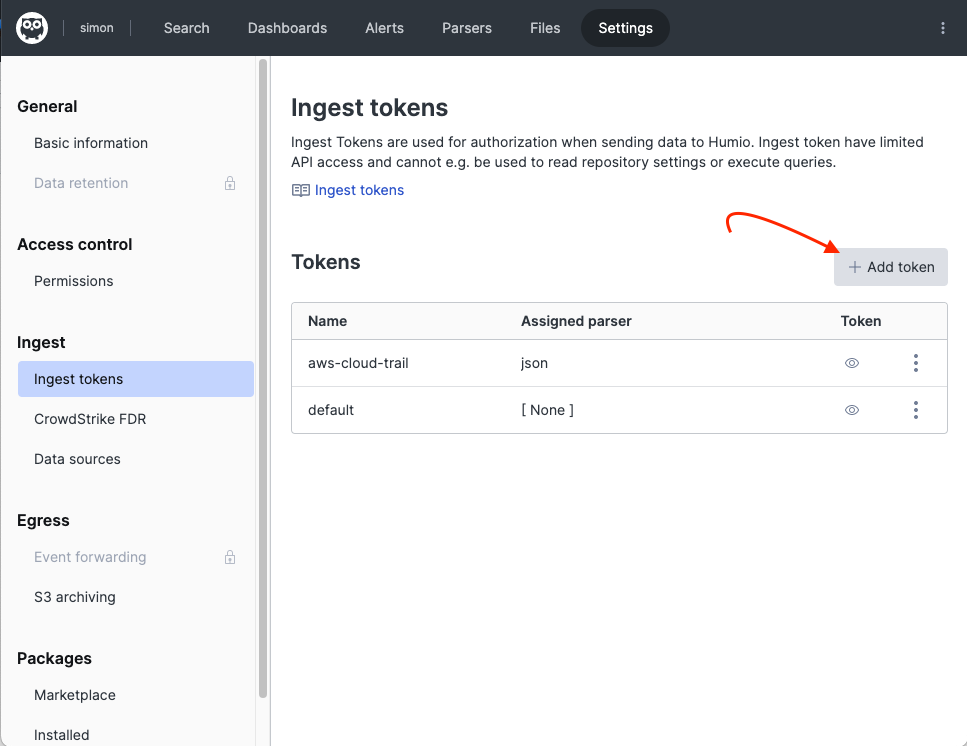 simon
Search
Dashboards
Alerts
Parsers
Files
Settings
General
Basic information
Data retention
Access control
Permissions
Ingest
Ingest tokens
CrowdStrike FDR
Data sources
Egress
Event forwarding
S3 archiving
Packages
Marketplace
Installed
Ingest tokens
Ingest Tokens are used for authorization when sending data to Humio. Ingest token have limited
API access and cannot e.g. be used to read repository settings or execute queries.
Ingest tokens
Tokens
Add token
Name Assigned parser Token
aws-cloud-trail json
default [ None ]